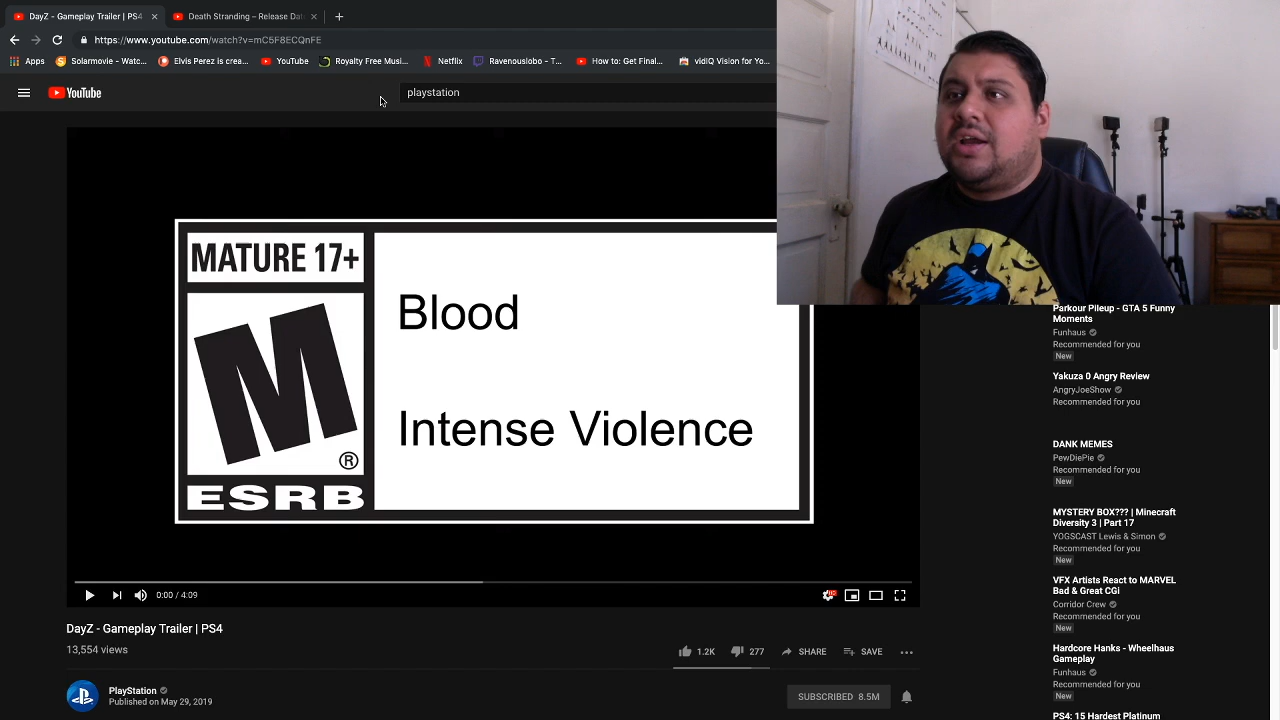 DayZ - Gameplay Trailer | PS4
Death Stranding – Release Dat
https://www.youtube.com/watch?v=mC5F8ECQnFE
Apps
Solarmovie - Watc...
Elvis Perez is crea...
YouTube
Royalty Free Musi...
Netflix
Ravenouslobo - T...
How to: Get Final...
vidIQ Vision for Yo...
YouTube
playstation
MATURE 17+
M
®
ESRB
Blood
Intense Violence
0:00 / 4:09
HD
DayZ - Gameplay Trailer | PS4
13,554 views
1.2K
277
SHARE
SAVE
PlayStation
Published on May 29, 2019
SUBSCRIBED 8.5M
Parkour Pileup - GTA 5 Funny
Moments
Funhaus
Recommended for you
New
Yakuza 0 Angry Review
AngryJoeShow
Recommended for you
DANK MEMES
PewDiePie
Recommended for you
New
MYSTERY BOX??? | Minecraft
Diversity 3 | Part 17
YOGSCAST Lewis & Simon
Recommended for you
New
VFX Artists React to MARVEL
Bad & Great CGi
Corridor Crew
Recommended for you
New
Hardcore Hanks - Wheelhaus
Gameplay
Funhaus
Recommended for you
New
PS4: 15 Hardest Platinum